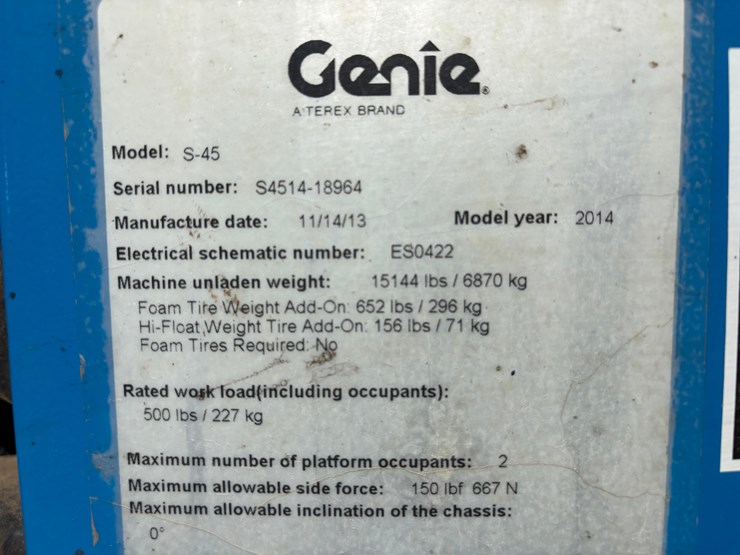 Genie®
A TEREX BRAND
Model: S-45
Serial number: S4514-18964
Manufacture date: 11/14/13 Model year: 2014
Electrical schematic number: ES0422
Machine unladen weight: 15144 lbs / 6870 kg
Foam Tire Weight Add-On: 652 lbs / 296 kg
Hi-Float Weight Tire Add-On: 156 lbs / 71 kg
Foam Tires Required: No
Rated work load(including occupants):
500 lbs / 227 kg
Maximum number of platform occupants: 2
Maximum allowable side force: 150 lbf 667 N
Maximum allowable inclination of the chassis:
0°